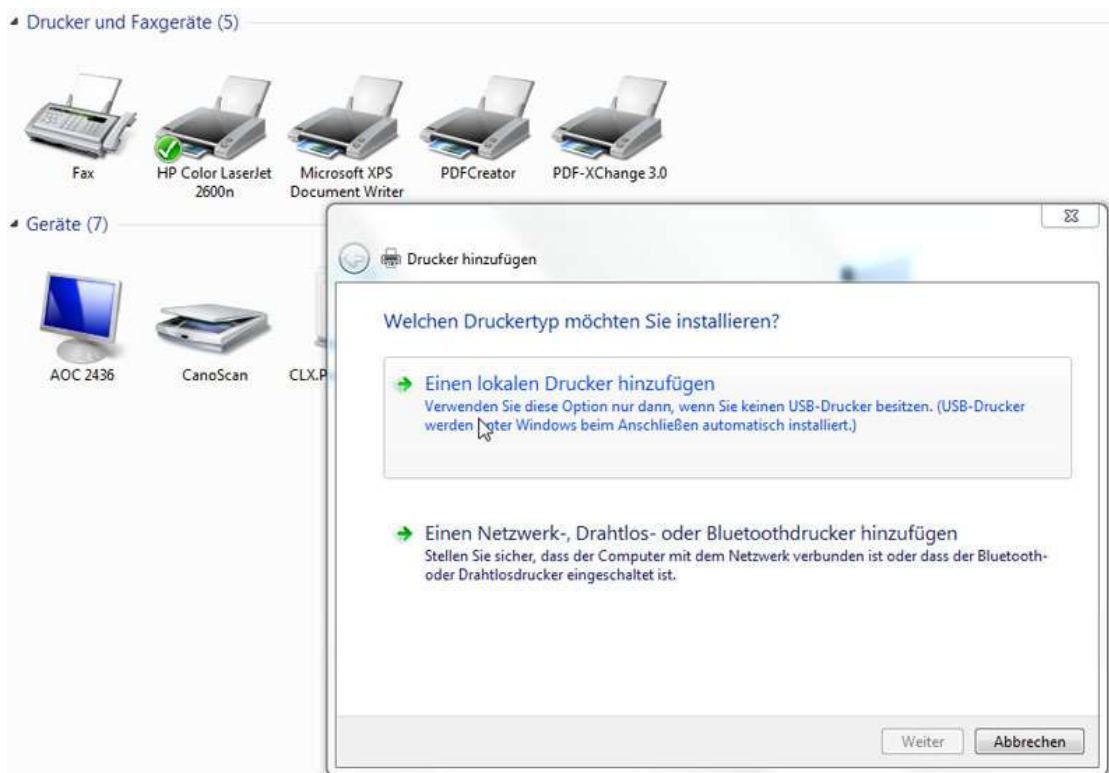 Drucker und Faxgeräte (5)
Fax
HP Color LaserJet
2600n
Microsoft XPS
Document Writer
PDFCreator
PDF-XChange 3.0
Geräte (7)
AOC 2436
CanoScan
CLX.P
Drucker hinzufügen
Welchen Druckertyp möchten Sie installieren?
Einen lokalen Drucker hinzufügen
Verwenden Sie diese Option nur dann, wenn Sie keinen USB-Drucker besitzen. (USB-Drucker
werden unter Windows beim Anschließen automatisch installiert.)
Einen Netzwerk-, Drahtlos- oder Bluetoothdrucker hinzufügen
Stellen Sie sicher, dass der Computer mit dem Netzwerk verbunden ist oder dass der Bluetooth-
oder Drahtlosdrucker eingeschaltet ist.
Weiter
Abbrechen